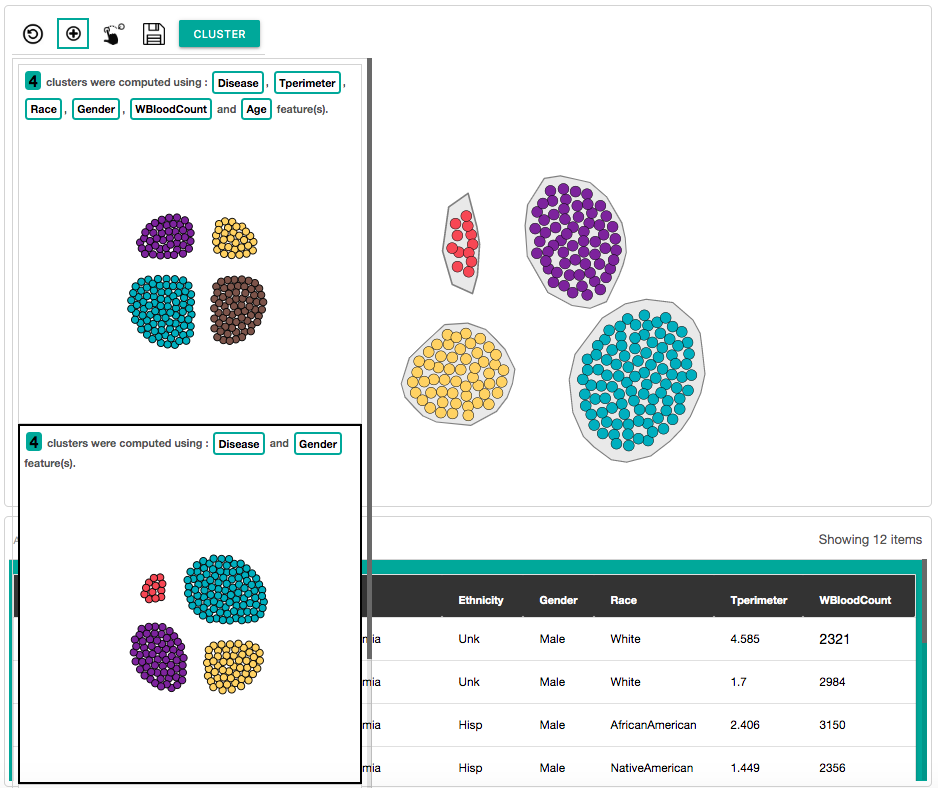 CLUSTER
4 clusters were computed using : Disease , Tperimeter ,
Race , Gender , WBloodCount and Age feature(s).
4 clusters were computed using : Disease and Gender
feature(s).
Showing 12 items
Ethnicity Gender Race Tperimeter WBloodCount
mia Unk Male White 4.585 2321
mia Unk Male White 1.7 2984
mia Hisp Male AfricanAmerican 2.406 3150
mia Hisp Male NativeAmerican 1.449 2356